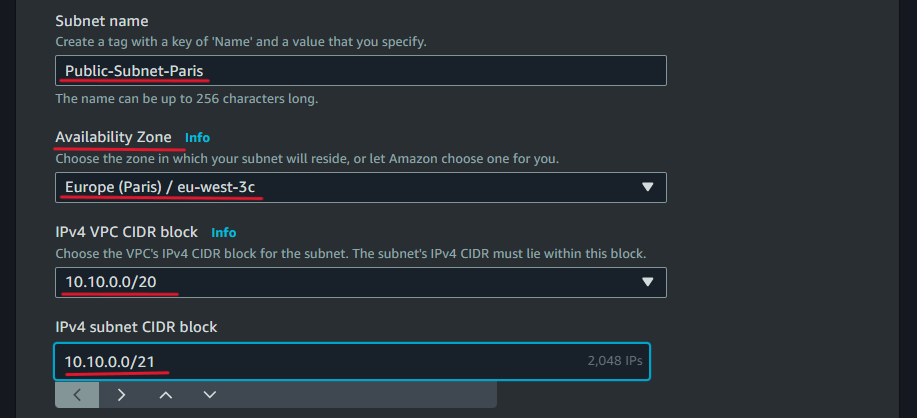 Subnet name
Create a tag with a key of 'Name' and a value that you specify.
Public-Subnet-Paris
The name can be up to 256 characters long.
Availability Zone Info
Choose the zone in which your subnet will reside, or let Amazon choose one for you.
Europe (Paris) / eu-west-3c
IPv4 VPC CIDR block Info
Choose the VPC's IPv4 CIDR block for the subnet. The subnet's IPv4 CIDR must lie within this block.
10.10.0.0/20
IPv4 subnet CIDR block
10.10.0.0/21 2,048 IPs